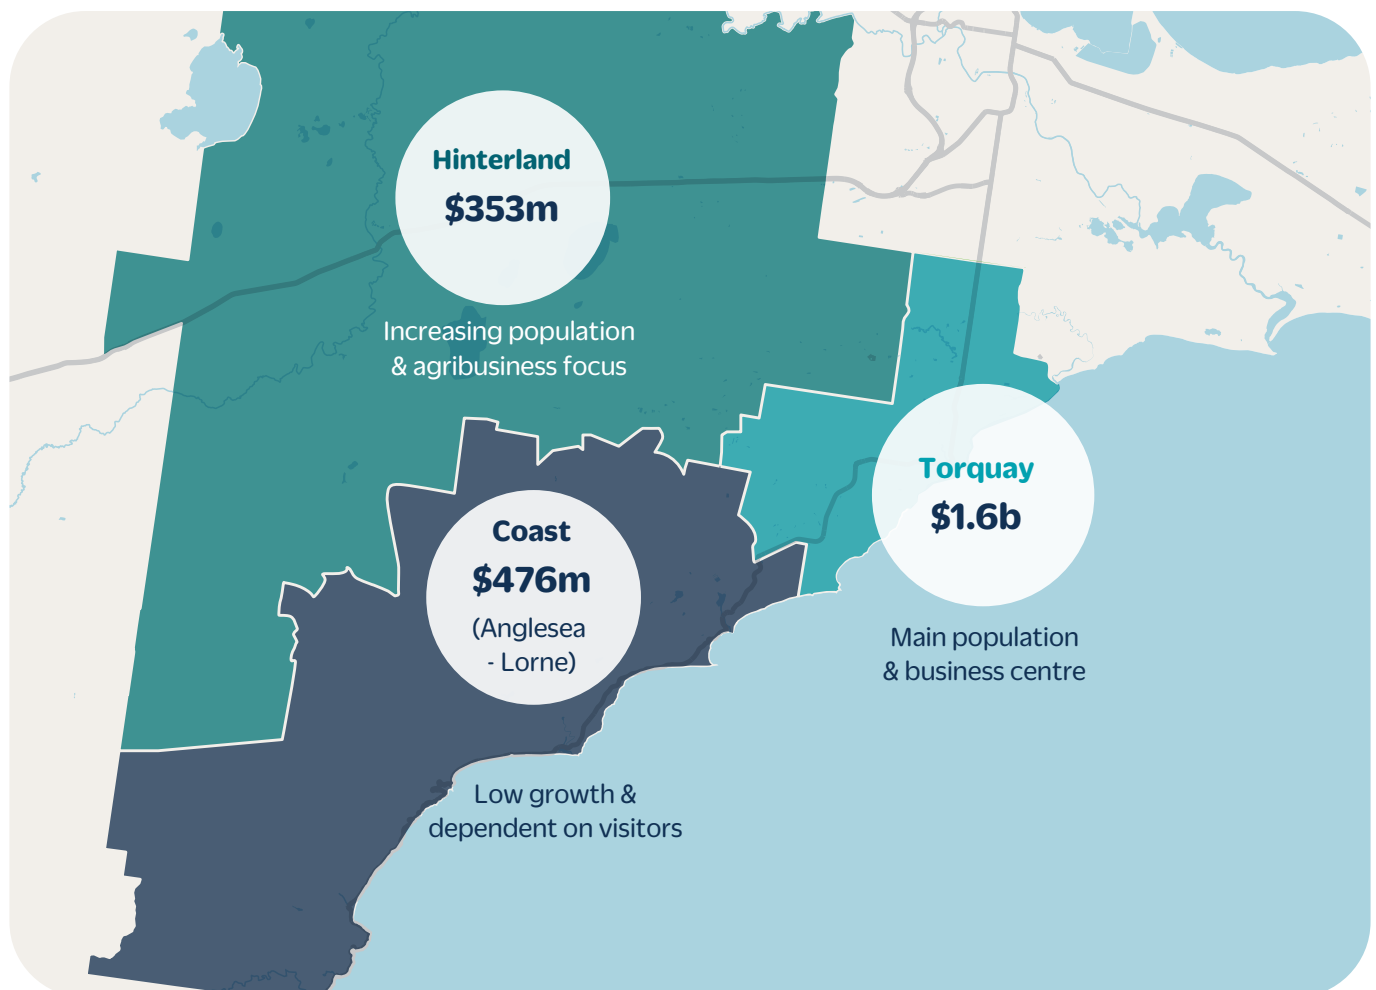 Hinterland
$353m
Increasing population
& agribusiness focus
Torquay
$1.6b
Main population
& business centre
Coast
$476m
(Anglesea
- Lorne)
Low growth &
dependent on visitors